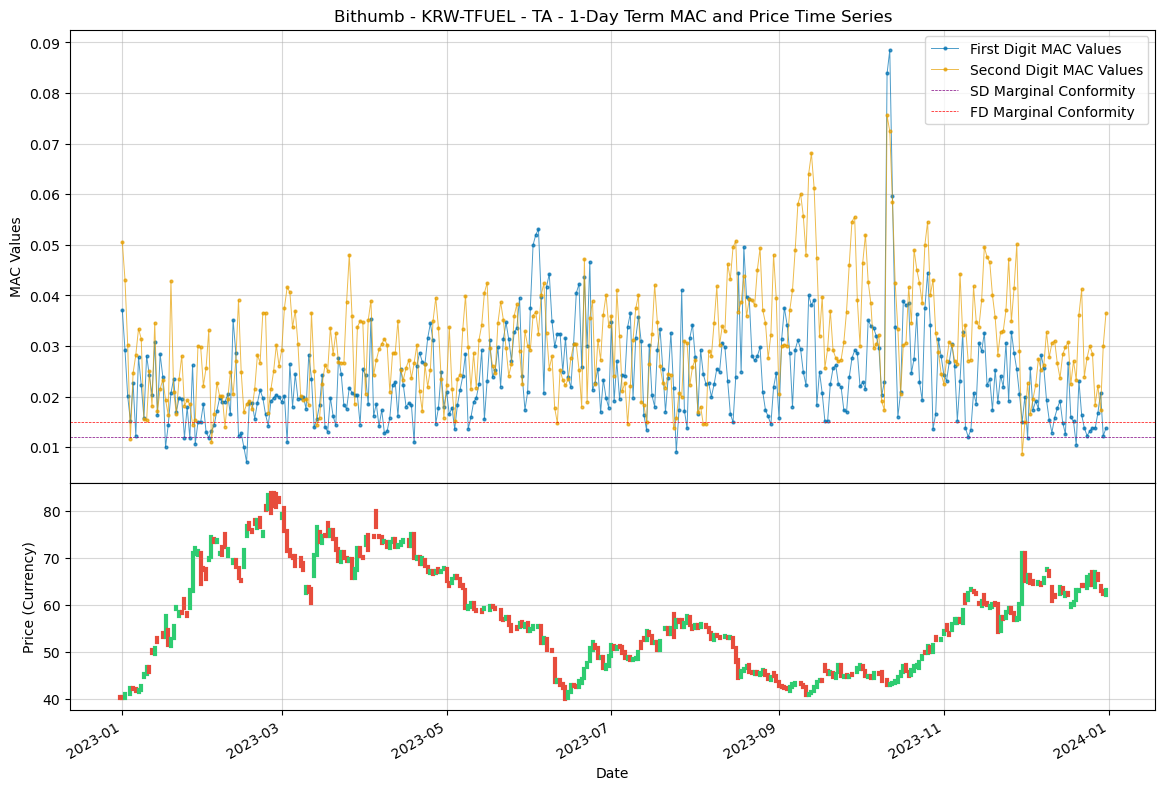 Bithumb - KRW-TFUEL - TA - 1-Day Term MAC and Price Time Series
First Digit MAC Values
Second Digit MAC Values
SD Marginal Conformity
FD Marginal Conformity
MAC Values
0.09
0.08
0.07
0.06
0.05
0.04
0.03
0.02
0.01
Price (Currency)
80
70
60
50
40
2023-01
2023-03
2023-05
2023-07
2023-09
2023-11
2024-01
Date